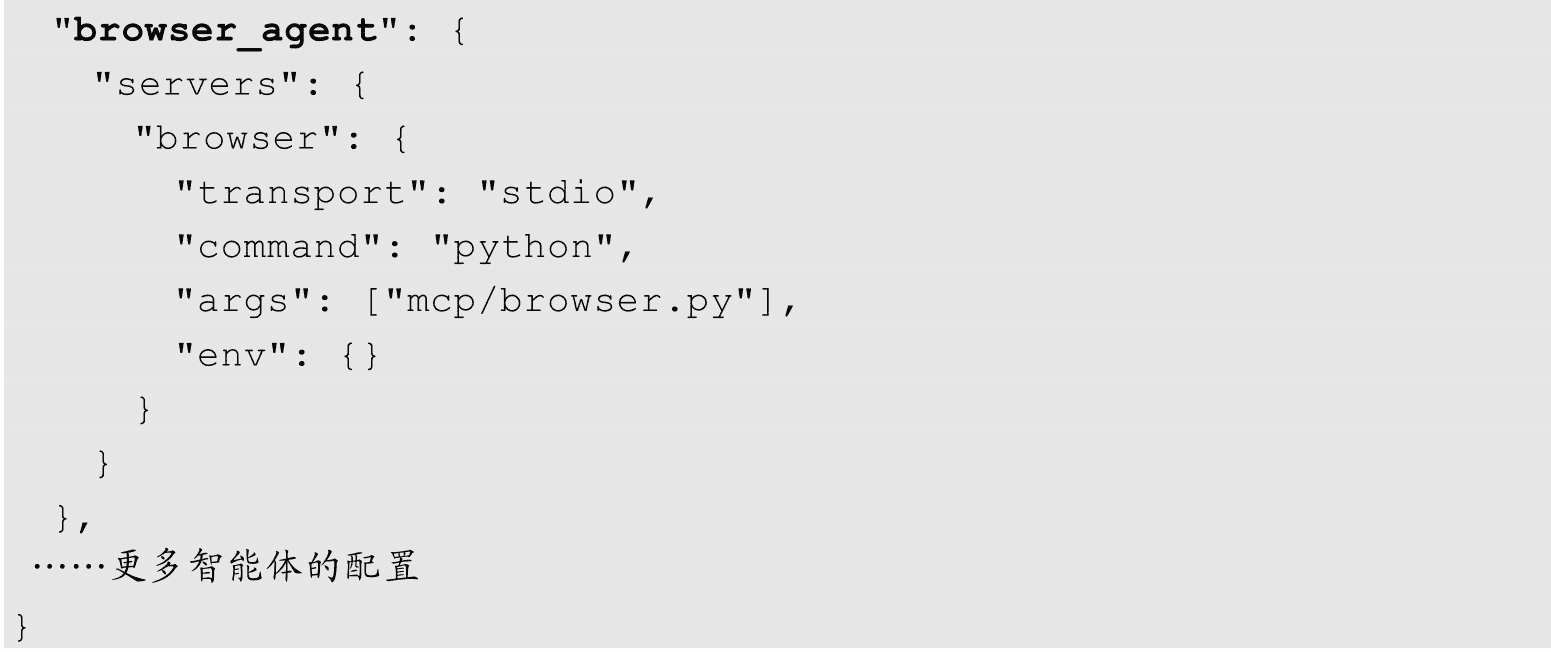 "browser_agent": {
"servers": {
"browser": {
"transport": "stdio",
"command": "python",
"args": ["mcp/browser.py"],
"env": {}
}
}
},
……更多智能体的配置
}